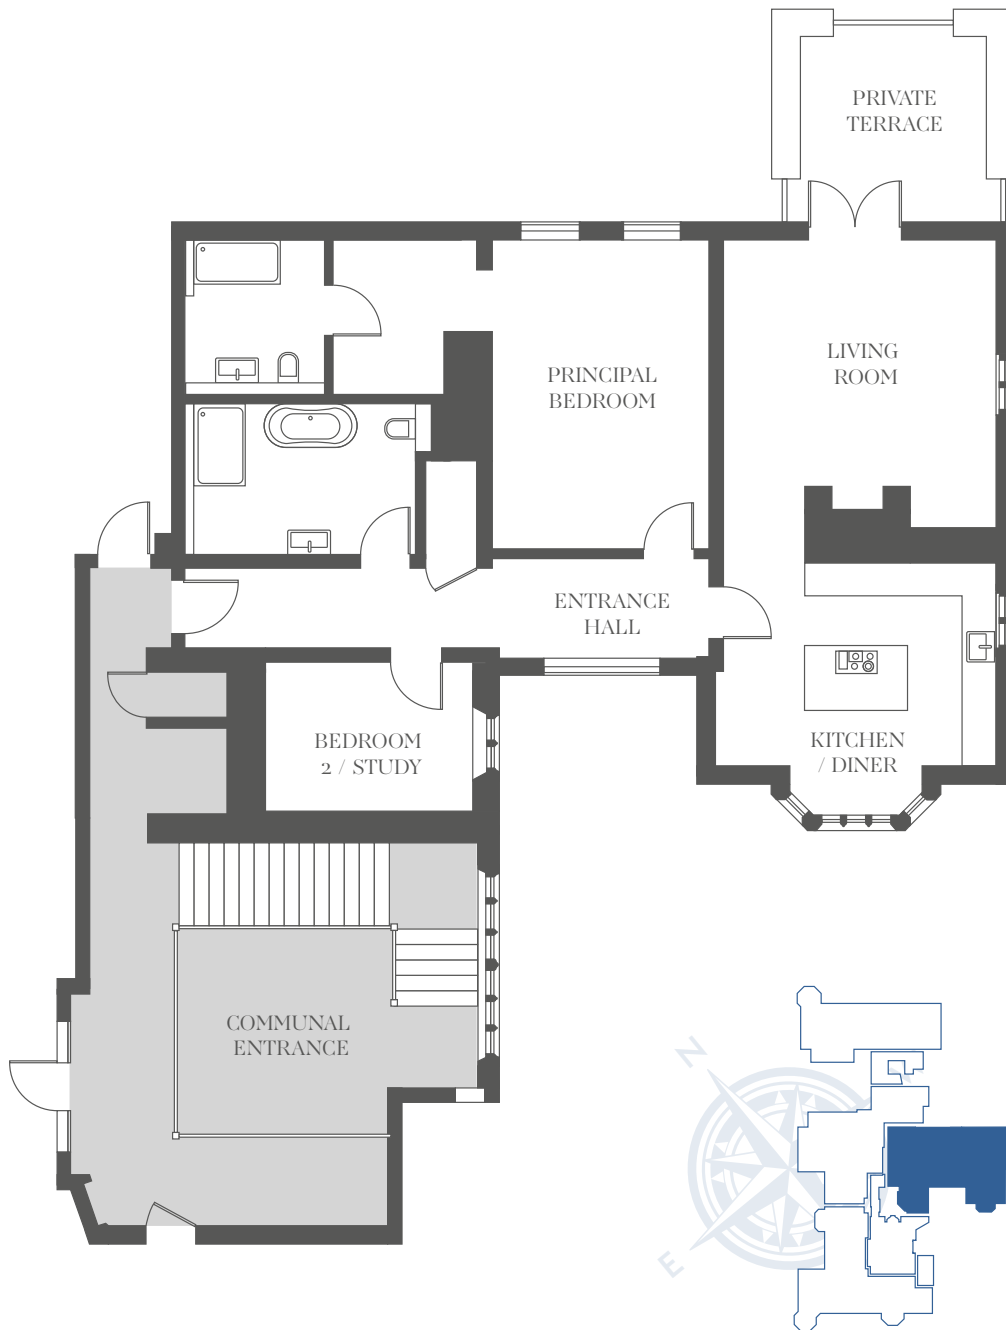 PRIVATE
TERRACE
LIVING
ROOM
PRINCIPAL
BEDROOM
ENTRANCE
HALL
BEDROOM
2 / STUDY
KITCHEN
/ DINER
COMMUNAL
ENTRANCE
N
E